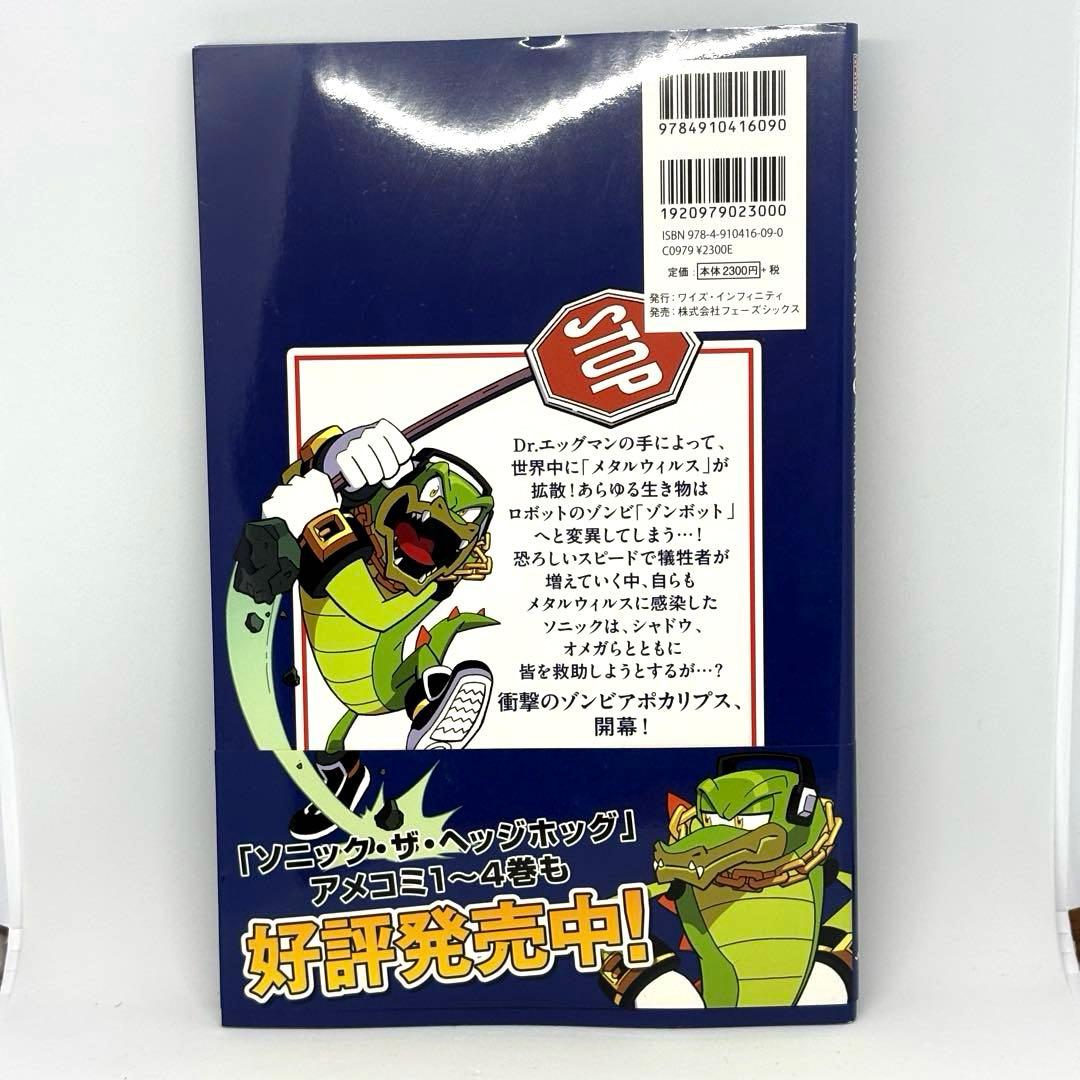 9784910416090
1920979023000
ISBN 978-4-910416-09-0
C0979 ¥2300E
定価：本体2300円+税
発行：ワイズ・インフィニティ
発売：株式会社フェーズシックス
STOP
Dr.エッグマンの手によって、
世界中に「メタルウィルス」が
拡散！あらゆる生き物は
ロボットのゾンビ「ゾンボット」
へと変異してしまう…！
恐ろしいスピードで犠牲者が
増えていく中、自らも
メタルウィルスに感染した
ソニックは、シャドウ、
オメガらとともに
皆を救助しようとするが…？
衝撃のゾンビアポカリプス、
開幕！
「ソニック・ザ・ヘッジホッグ」
アメコミ1～4巻も
好評発売中！